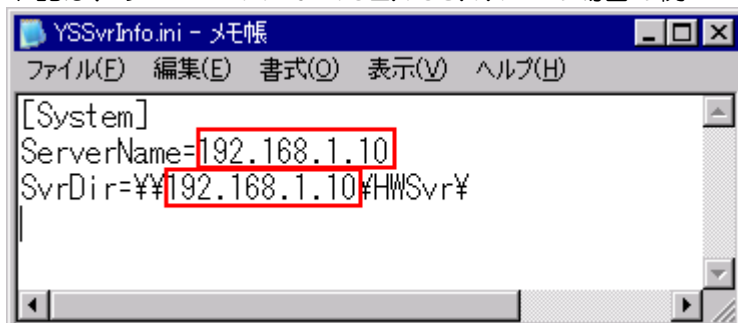 YSSvrInfo.ini - メモ帳
ファイル(F) 編集(E) 書式(O) 表示(V) ヘルプ(H)
[System]
ServerName=192.168.1.10
SvrDir=¥¥192.168.1.10¥HWSvr¥